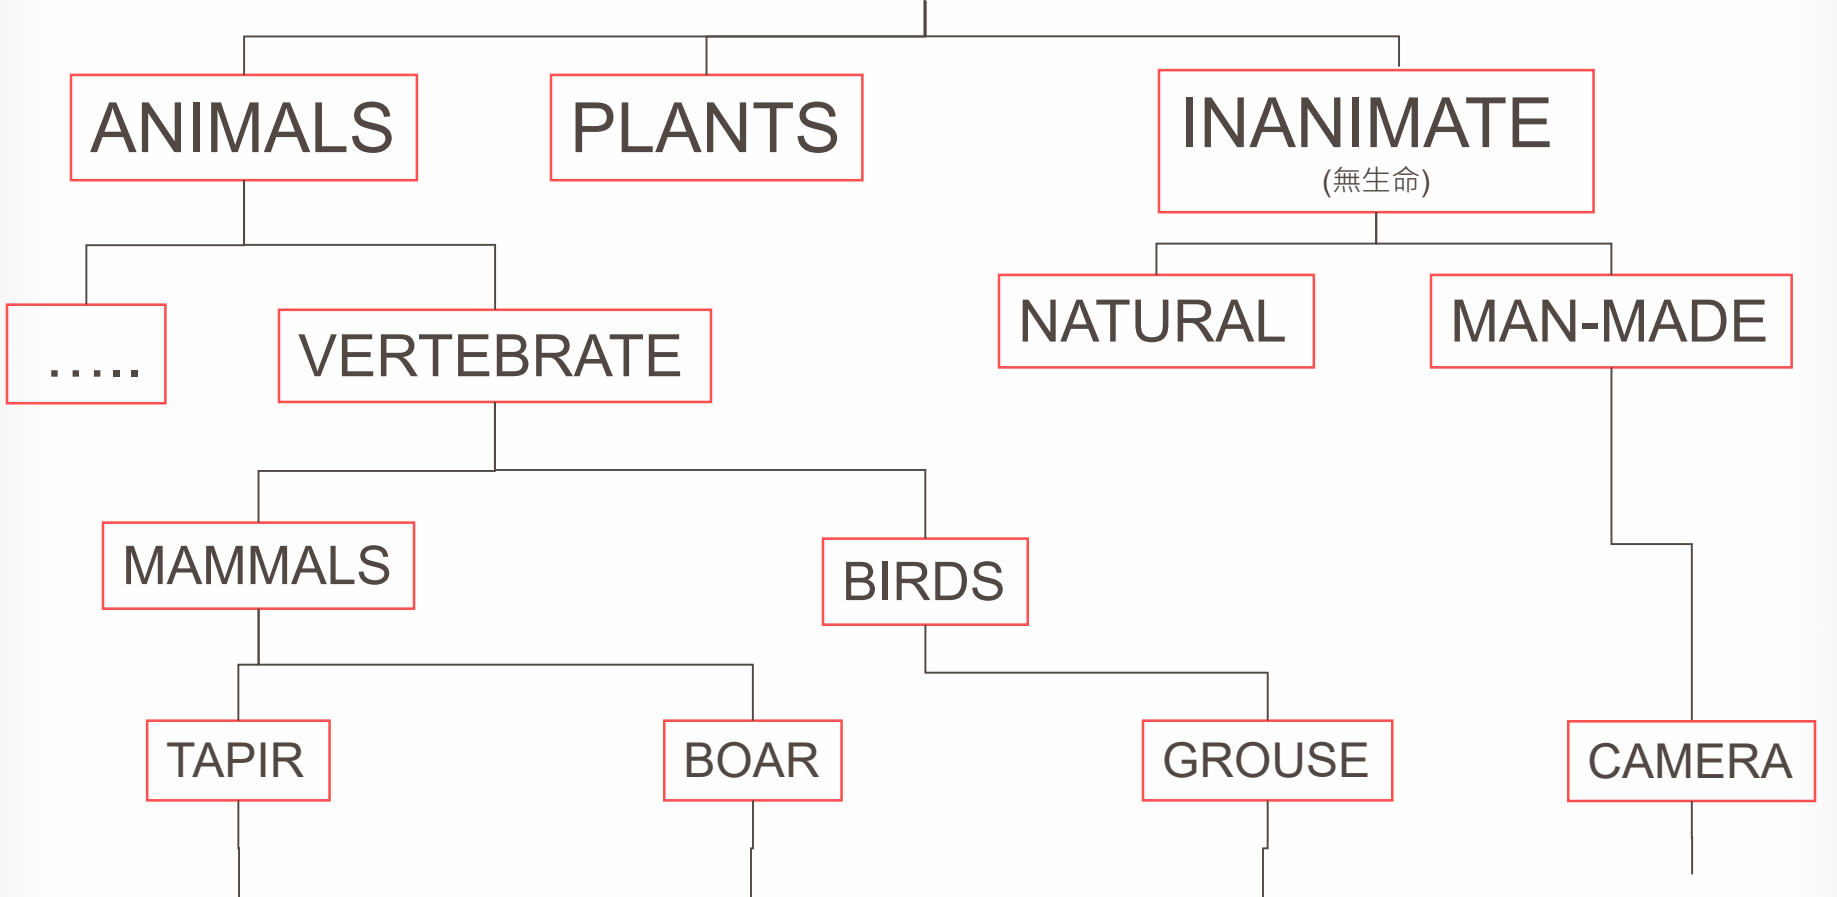 ANIMALS
PLANTS
INANIMATE
(無生命)
NATURAL
MAN-MADE
.....
VERTEBRATE
MAMMALS
BIRDS
TAPIR
BOAR
GROUSE
CAMERA